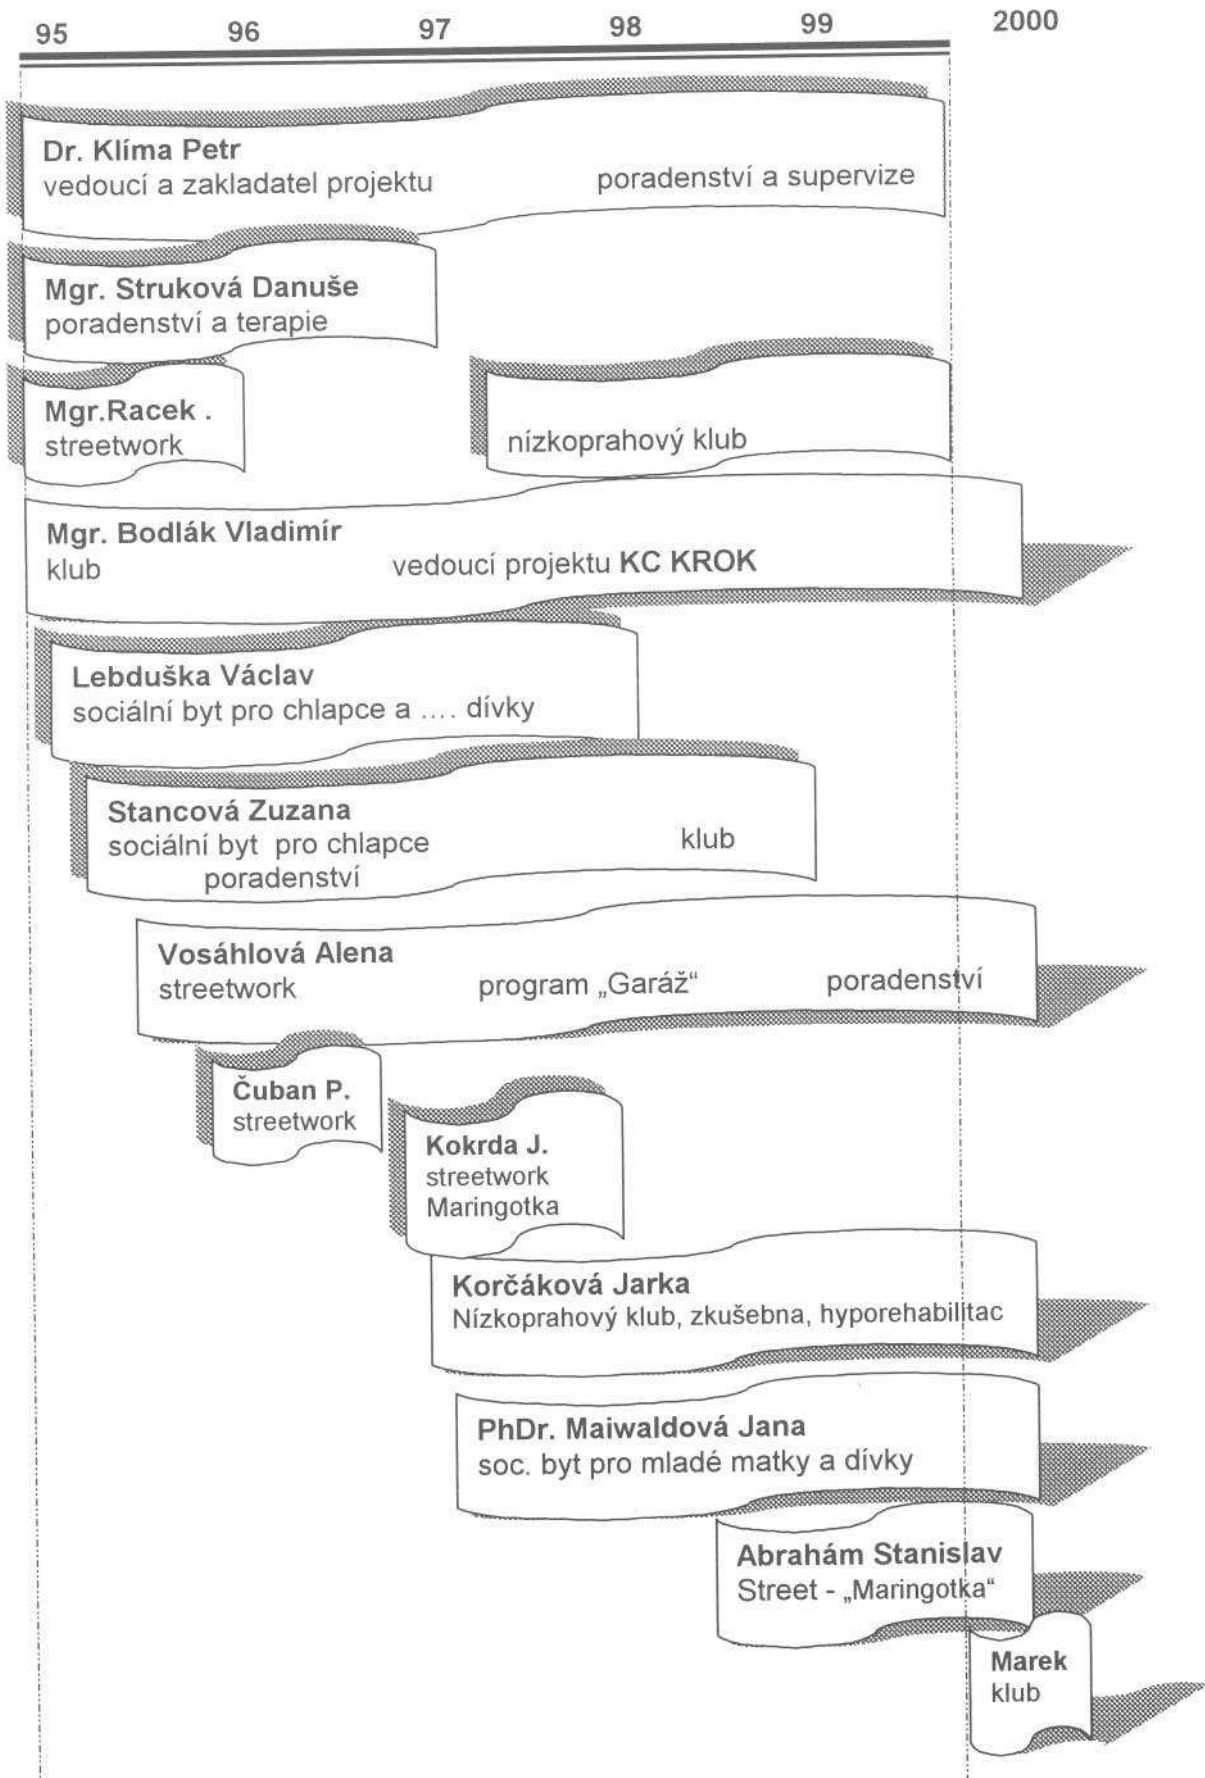 95 96 97 98 99 2000
Dr. Klíma Petr
vedoucí a zakladatel projektu poradenství a supervize
Mgr. Struková Danuše
poradenství a terapie
Mgr.Racek .
streetwork nízkoprahový klub
Mgr. Bodlák Vladimír
klub vedoucí projektu KC KROK
Lebduška Václav
sociální byt pro chlapce a .... dívky
Stancová Zuzana
sociální byt pro chlapce klub
poradenství
Vosáhlová Alena
streetwork program „Garáž“ poradenství
Čuban P.
streetwork
Kokrda J.
streetwork
Maringotka
Korčáková Jarka
Nízkoprahový klub, zkušebna, hyporehabilitac
PhDr. Maiwaldová Jana
soc. byt pro mladé matky a dívky
Abrahám Stanislav
Street - „Maringotka“
Marek
klub